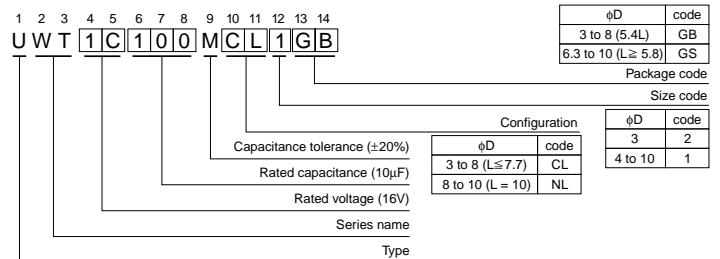 1 2 3 4 5 6 7 8 9 10 11 12 13 14
U W T 1 C 1 0 0 M C L 1 G B
ϕD code
3 to 8 (5.4L) GB
6.3 to 10 (L≧ 5.8) GS
Package code
Size code
ϕD code
3 2
4 to 10 1
Configuration
ϕD code
3 to 8 (L≦7.7) CL
8 to 10 (L = 10) NL
Capacitance tolerance (±20%)
Rated capacitance (10μF)
Rated voltage (16V)
Series name
Type